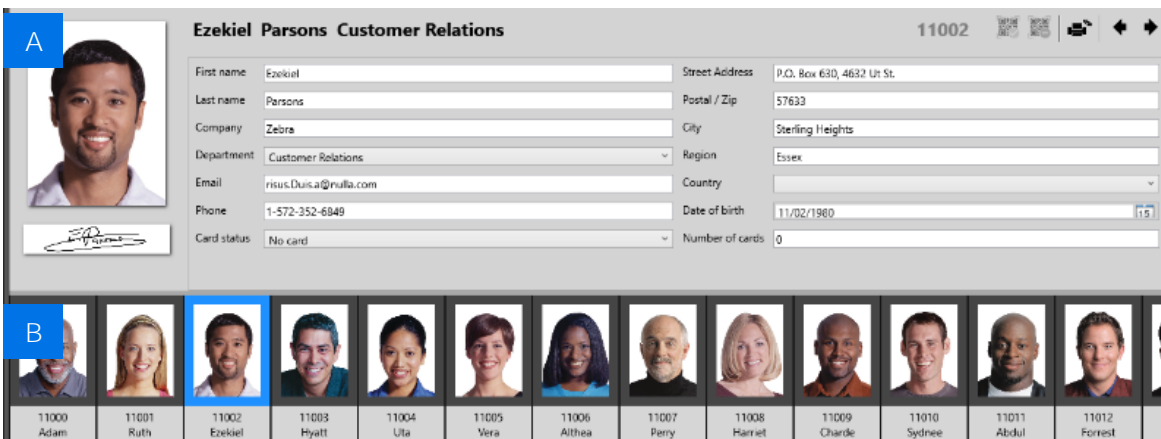 A
Ezekiel Parsons Customer Relations
11002
First name
Ezekiel
Last name
Parsons
Company
Zebra
Department
Customer Relations
Email
risus.Duis.a@nulla.com
Phone
1-572-352-6849
Card status
No card
Street Address
P.O. Box 630, 4632 Ut St.
Postal / Zip
57633
City
Sterling Heights
Region
Essex
Country
Date of birth
11/02/1980
15
Number of cards
0
E Parsons
B
11000
Adam
11001
Ruth
11002
Ezekiel
11003
Hyatt
11004
Uta
11005
Vera
11006
Althea
11007
Perry
11008
Harriet
11009
Charde
11010
Sydnee
11011
Abdul
11012
Forrest